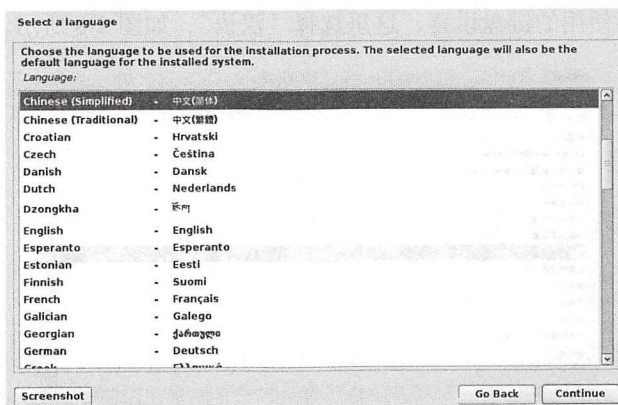 Select a language
Choose the language to be used for the installation process. The selected language will also be the
default language for the installed system.
Language:
Chinese (Simplified) - 中文(简体)
Chinese (Traditional) - 中文(繁體)
Croatian - Hrvatski
Czech - Čeština
Danish - Dansk
Dutch - Nederlands
Dzongkha - རྫོང་ཁ།
English - English
Esperanto - Esperanto
Estonian - Eesti
Finnish - Suomi
French - Français
Galician - Galego
Georgian - ქართული
German - Deutsch
Greek - Ελληνικά
Screenshot Go Back Continue